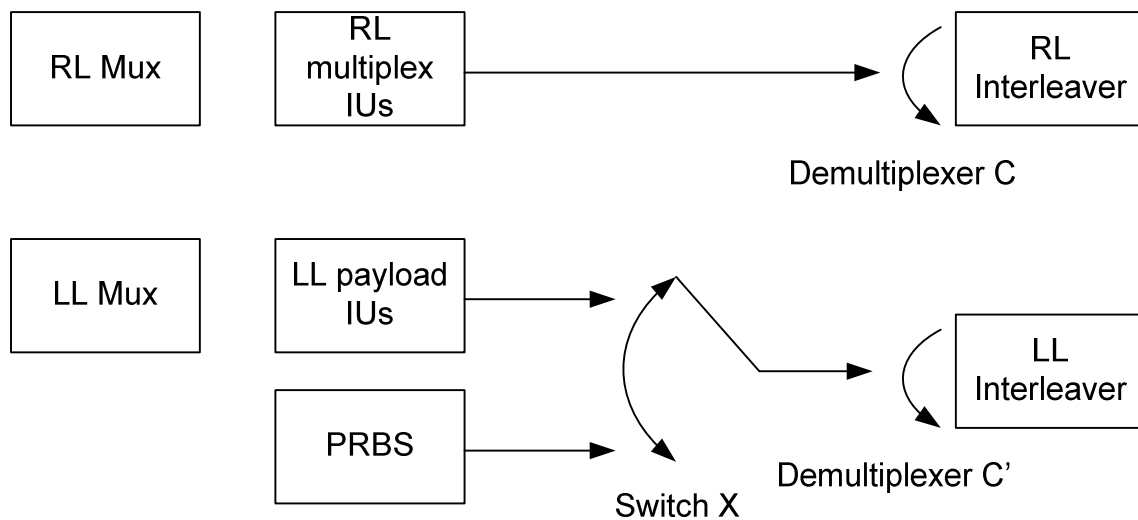 RL Mux
RL
multiplex
IUs
RL
Interleaver
Demultiplexer C
LL Mux
LL payload
IUs
LL
Interleaver
PRBS
Demultiplexer C’
Switch X